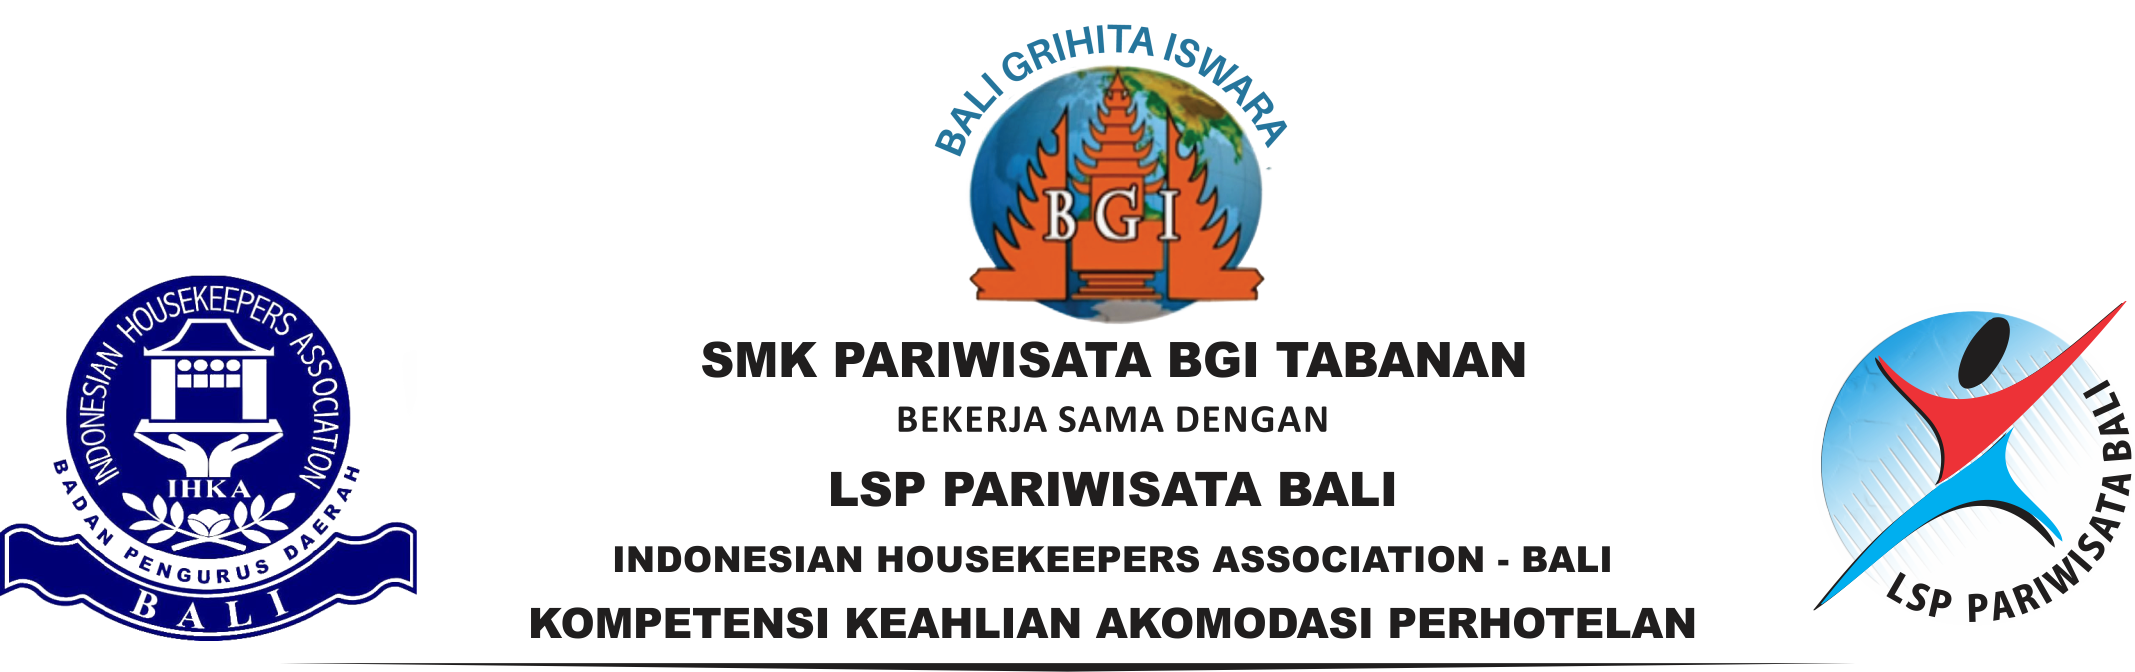 BALI GRIHITA ISWARA
BGI
SMK PARIWISATA BGI TABANAN
BEKERJA SAMA DENGAN
LSP PARIWISATA BALI
INDONESIAN HOUSEKEEPERS ASSOCIATION - BALI
KOMPETENSI KEAHLIAN AKOMODASI PERHOTELAN
INDONESIAN HOUSEKEEPERS ASSOCIATION
IHKA
BADAN PENGURUS DAERAH
BALI
LSP PARIWISATA BALI